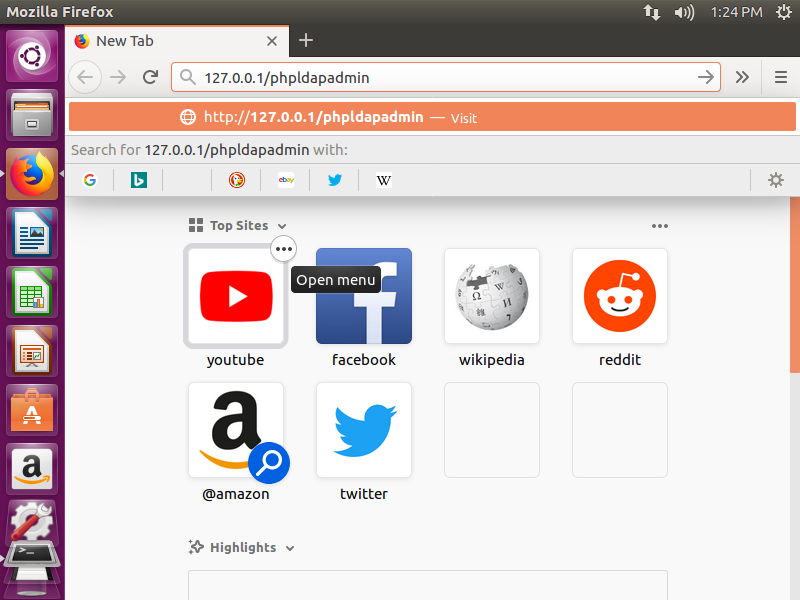 Mozilla Firefox
1:24 PM
New Tab
127.0.0.1/phpldapadmin
http://127.0.0.1/phpldapadmin — Visit
Search for 127.0.0.1/phpldapadmin with:
G
b
ebay
W
Top Sites
Open menu
youtube
facebook
wikipedia
reddit
@amazon
twitter
Highlights